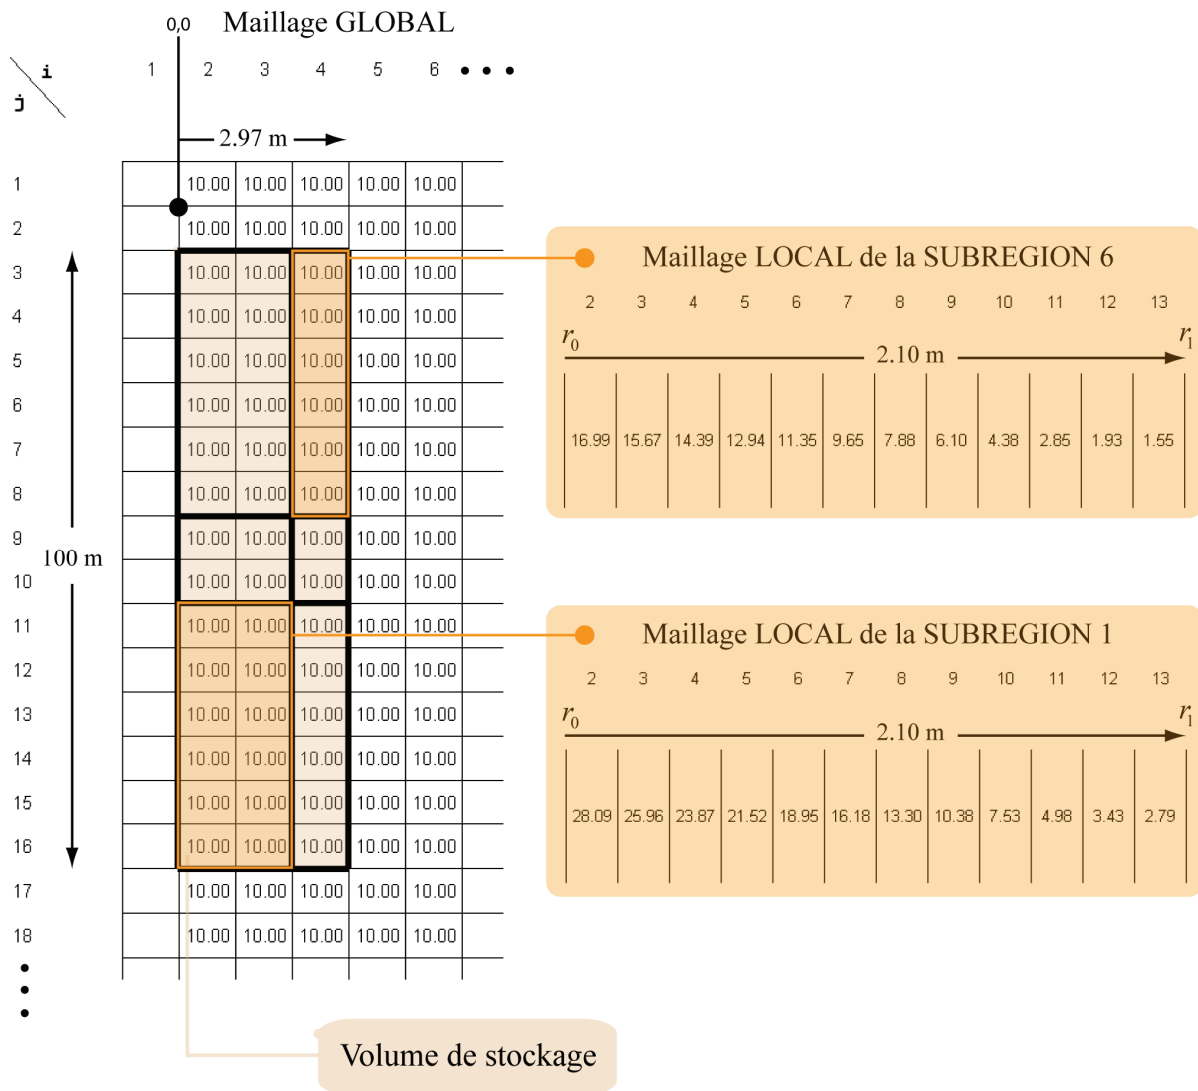 0,0 Maillage GLOBAL
i 1 2 3 4 5 6 • • •
j
2.97 m
1 10.00 10.00 10.00 10.00 10.00
2 10.00 10.00 10.00 10.00 10.00
3 10.00 10.00 10.00 10.00 10.00
4 10.00 10.00 10.00 10.00 10.00
5 10.00 10.00 10.00 10.00 10.00
6 10.00 10.00 10.00 10.00 10.00
7 10.00 10.00 10.00 10.00 10.00
8 10.00 10.00 10.00 10.00 10.00
9 10.00 10.00 10.00 10.00 10.00
100 m
10 10.00 10.00 10.00 10.00 10.00
11 10.00 10.00 10.00 10.00 10.00
12 10.00 10.00 10.00 10.00 10.00
13 10.00 10.00 10.00 10.00 10.00
14 10.00 10.00 10.00 10.00 10.00
15 10.00 10.00 10.00 10.00 10.00
16 10.00 10.00 10.00 10.00 10.00
17 10.00 10.00 10.00 10.00 10.00
18 10.00 10.00 10.00 10.00 10.00
Maillage LOCAL de la SUBREGION 6
2 3 4 5 6 7 8 9 10 11 12 13
r0 2.10 m r1
16.99 15.67 14.39 12.94 11.35 9.65 7.88 6.10 4.38 2.85 1.93 1.55
Maillage LOCAL de la SUBREGION 1
2 3 4 5 6 7 8 9 10 11 12 13
r0 2.10 m r1
28.09 25.96 23.87 21.52 18.95 16.18 13.30 10.38 7.53 4.98 3.43 2.79
Volume de stockage